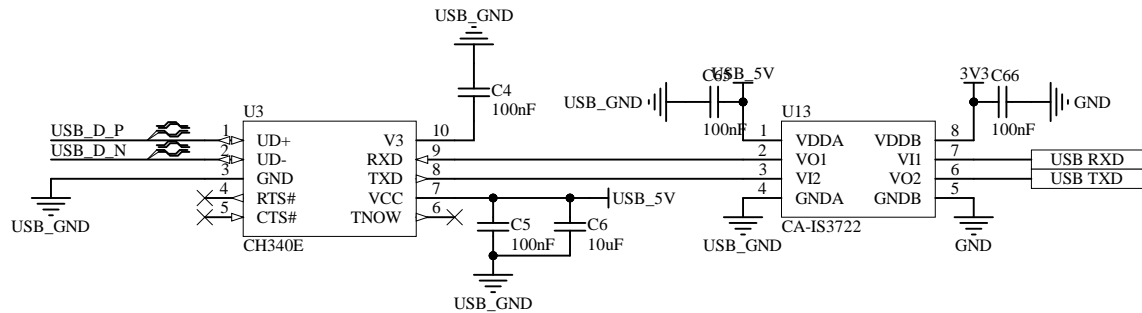 USB_GND
C4
100nF
U3
USB_D_P
USB_D_N
USB_GND
1
2
3
4
5
UD+
UD-
GND
RTS#
CTS#
V3
RXD
TXD
VCC
TNOW
10
9
8
7
6
CH340E
USB_5V
C5
100nF
C6
10uF
USB_GND
C65
USB_5V
USB_GND
100nF
3V3
C66
100nF
GND
U13
1
2
3
4
VDDA
VO1
VI2
GNDA
VDDB
VI1
VO2
GNDB
8
7
6
5
CA-IS3722
USB_GND
GND
USB RXD
USB TXD